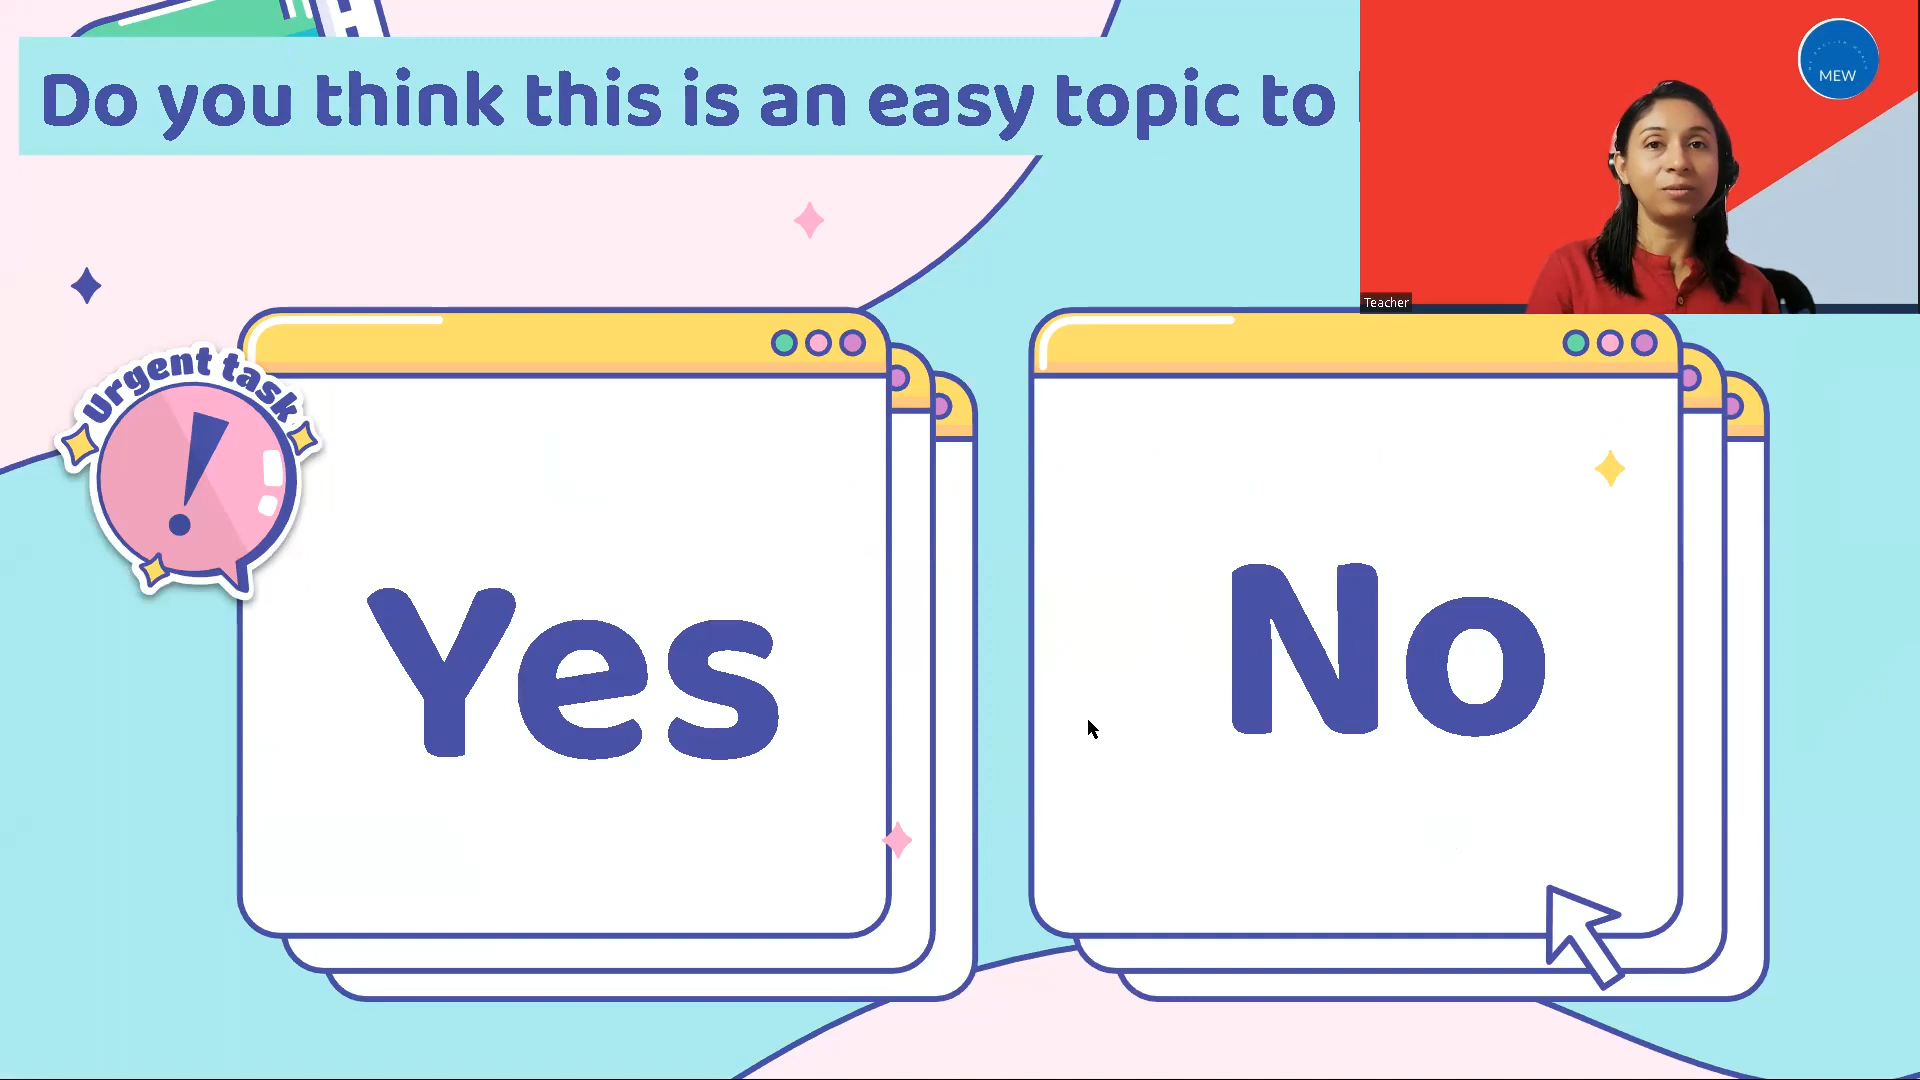 Do you think this is an easy topic to
MEW
Teacher
Urgent task
!
Yes
No